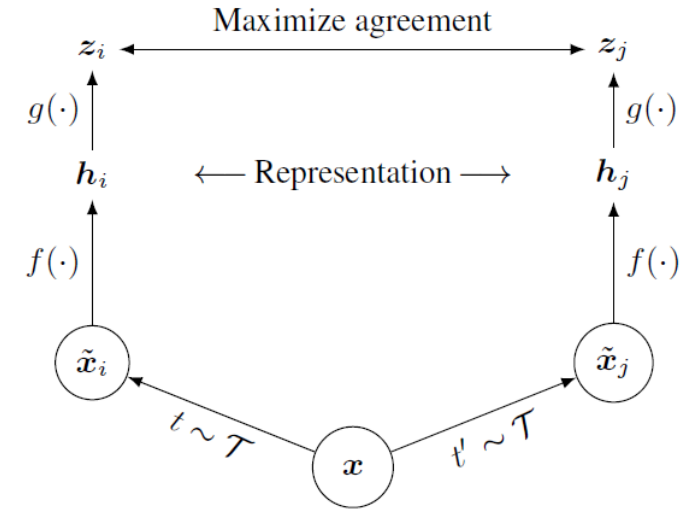 Maximize agreement
z_i z_j
g(·) g(·)
h_i ⟵ Representation ⟶ h_j
f(·) f(·)
x̃_i x̃_j
t ∼ 𝒯 t′ ∼ 𝒯
x